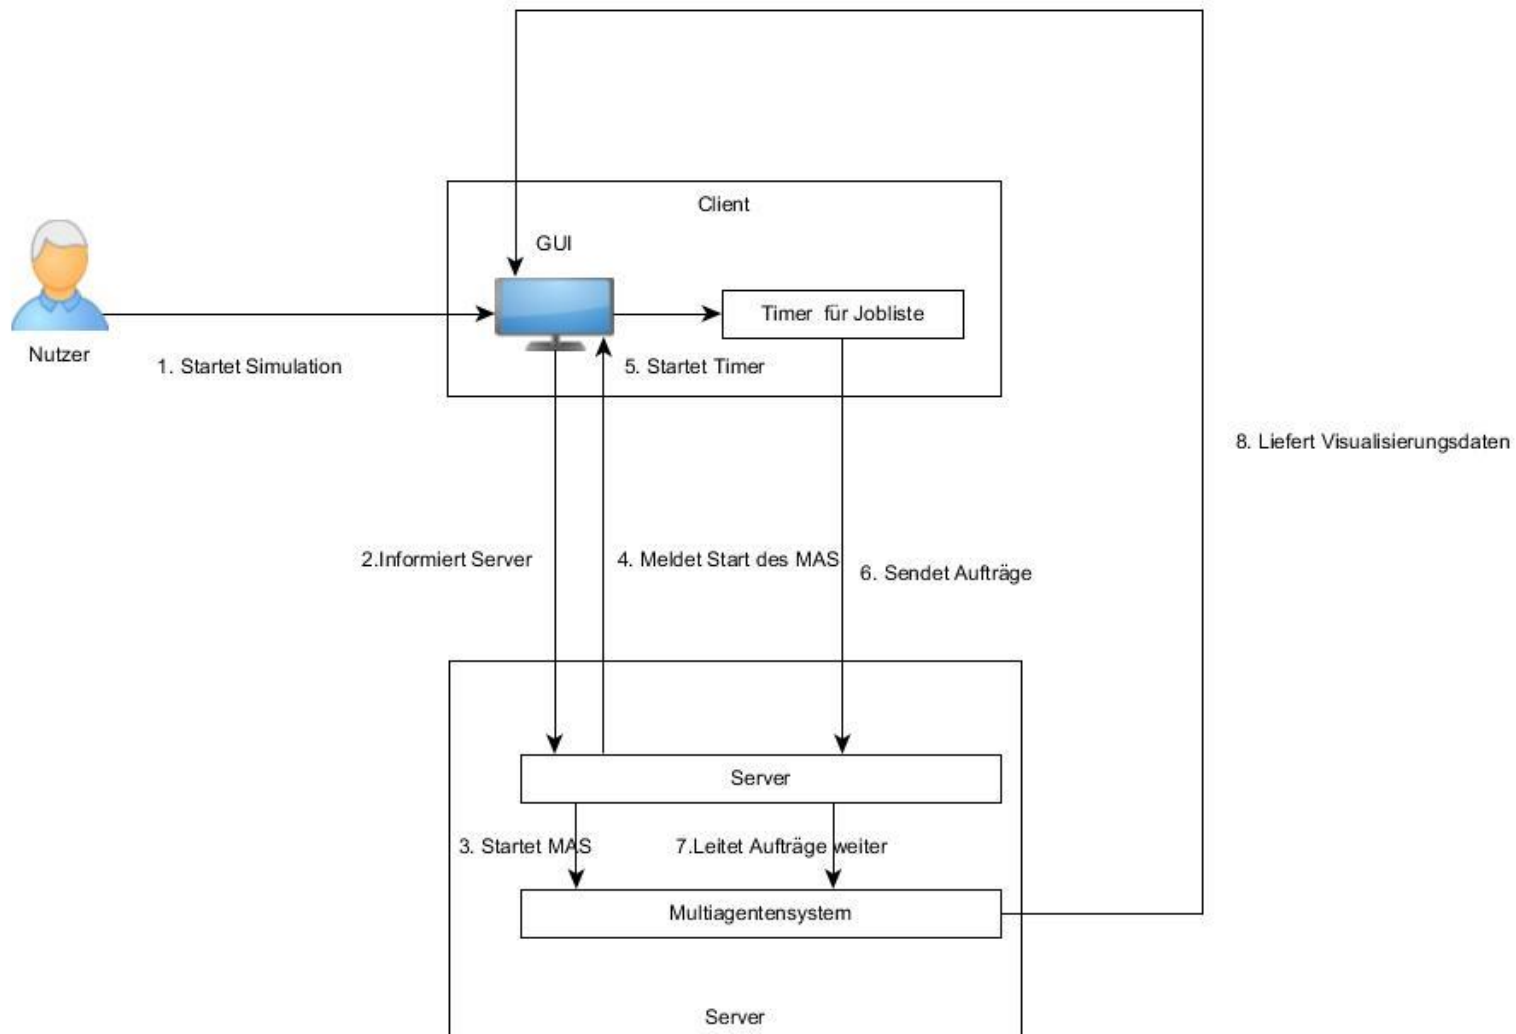 Client
GUI
Timer für Jobliste
Nutzer
1. Startet Simulation
5. Startet Timer
8. Liefert Visualisierungsdaten
2.Informiert Server
4. Meldet Start des MAS
6. Sendet Aufträge
Server
3. Startet MAS
7.Leitet Aufträge weiter
Multiagentensystem
Server